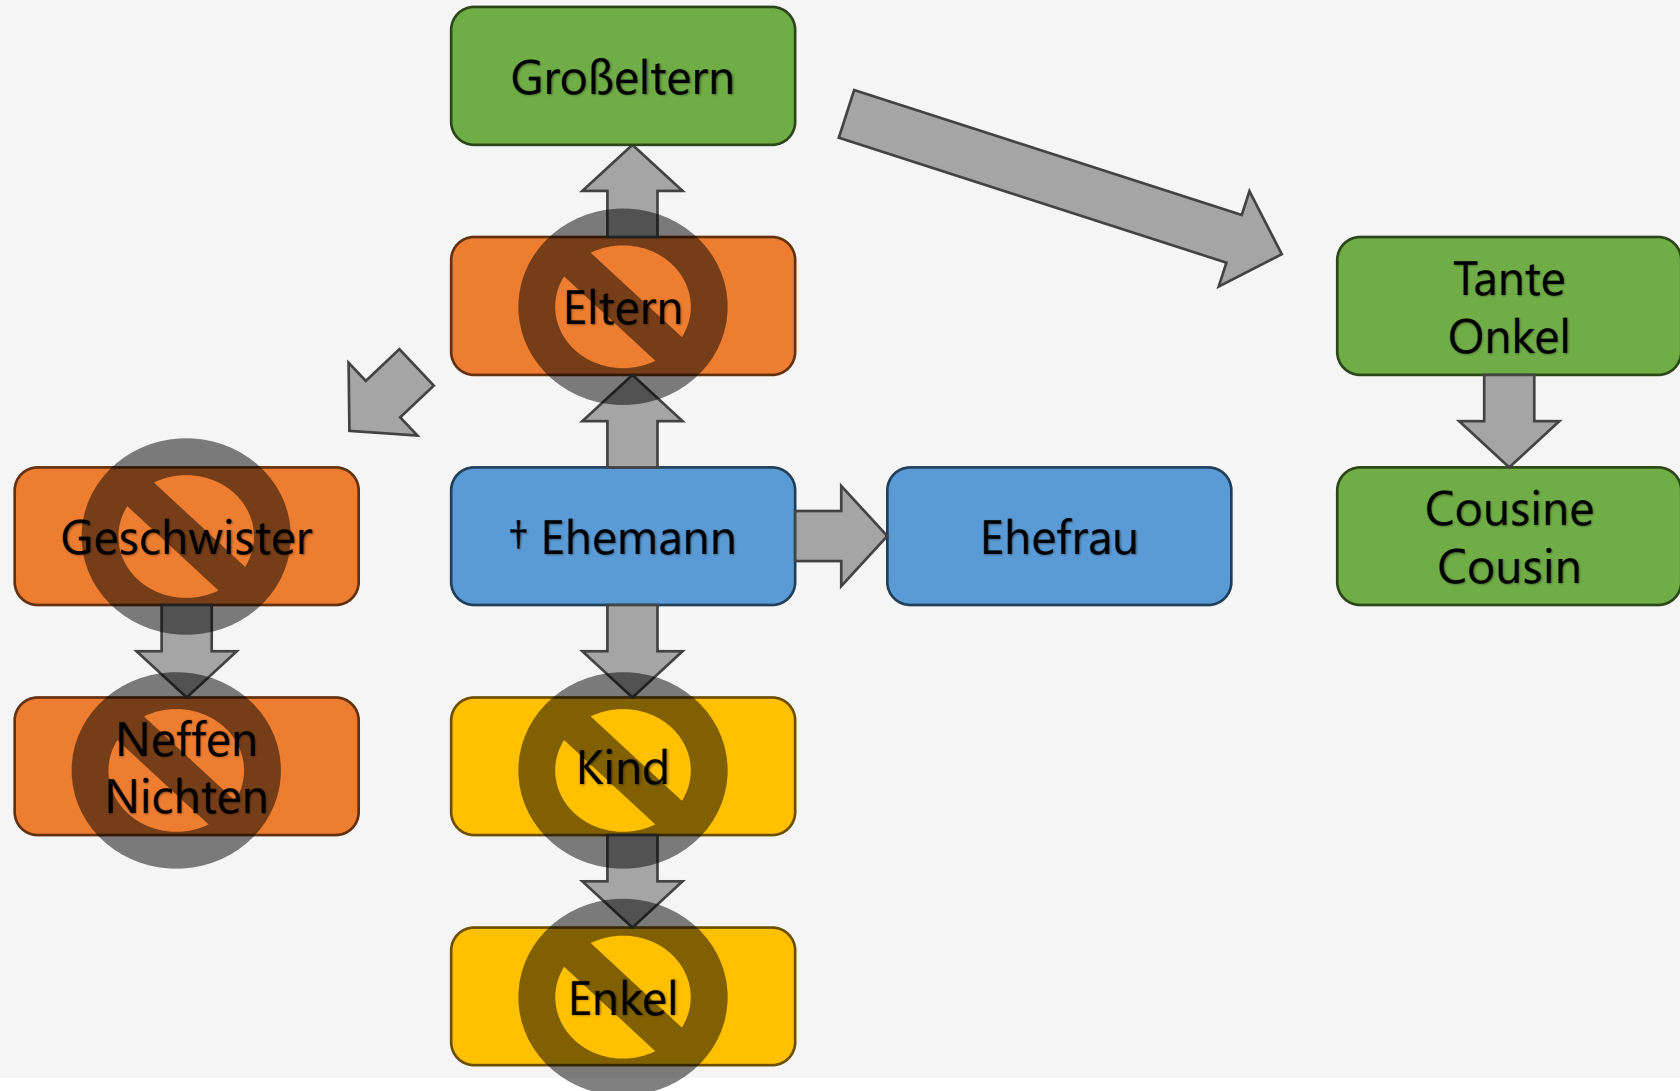 Großeltern
Eltern
Tante
Onkel
Geschwister
† Ehemann
Ehefrau
Cousine
Cousin
Neffen
Nichten
Kind
Enkel